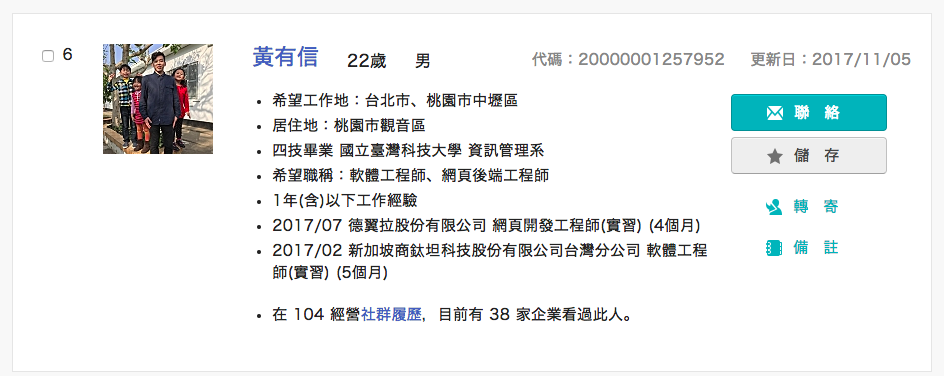 6
黃有信 22歲 男 代碼：20000001257952 更新日：2017/11/05
希望工作地：台北市、桃園市中壢區
居住地：桃園市觀音區
四技畢業 國立臺灣科技大學 資訊管理系
希望職稱：軟體工程師、網頁後端工程師
1年(含)以下工作經驗
2017/07 德翼拉股份有限公司 網頁開發工程師(實習) (4個月)
2017/02 新加坡商鈦坦科技股份有限公司台灣分公司 軟體工程
師(實習) (5個月)
在 104 經營社群履歷，目前有 38 家企業看過此人。
聯 絡
儲 存
轉 寄
備 註